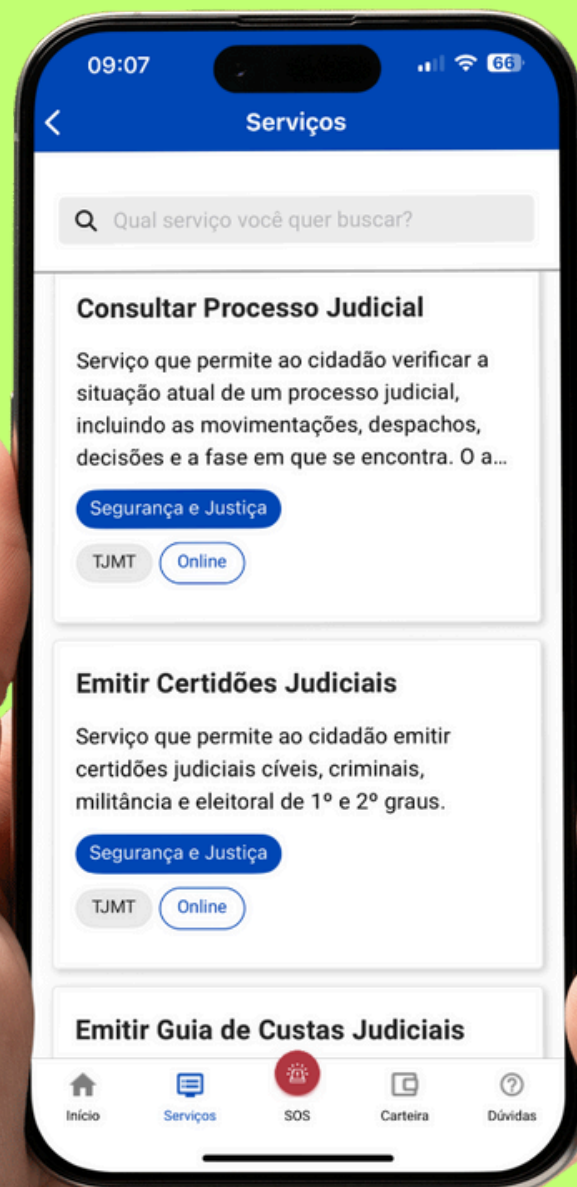 09:07
66
Serviços
Qual serviço você quer buscar?
Consultar Processo Judicial
Serviço que permite ao cidadão verificar a
situação atual de um processo judicial,
incluindo as movimentações, despachos,
decisões e a fase em que se encontra. O a...
Segurança e Justiça
TJMT
Online
Emitir Certidões Judiciais
Serviço que permite ao cidadão emitir
certidões judiciais cíveis, criminais,
militância e eleitoral de 1º e 2º graus.
Segurança e Justiça
TJMT
Online
Emitir Guia de Custas Judiciais
Início
Serviços
SOS
Carteira
Dúvidas